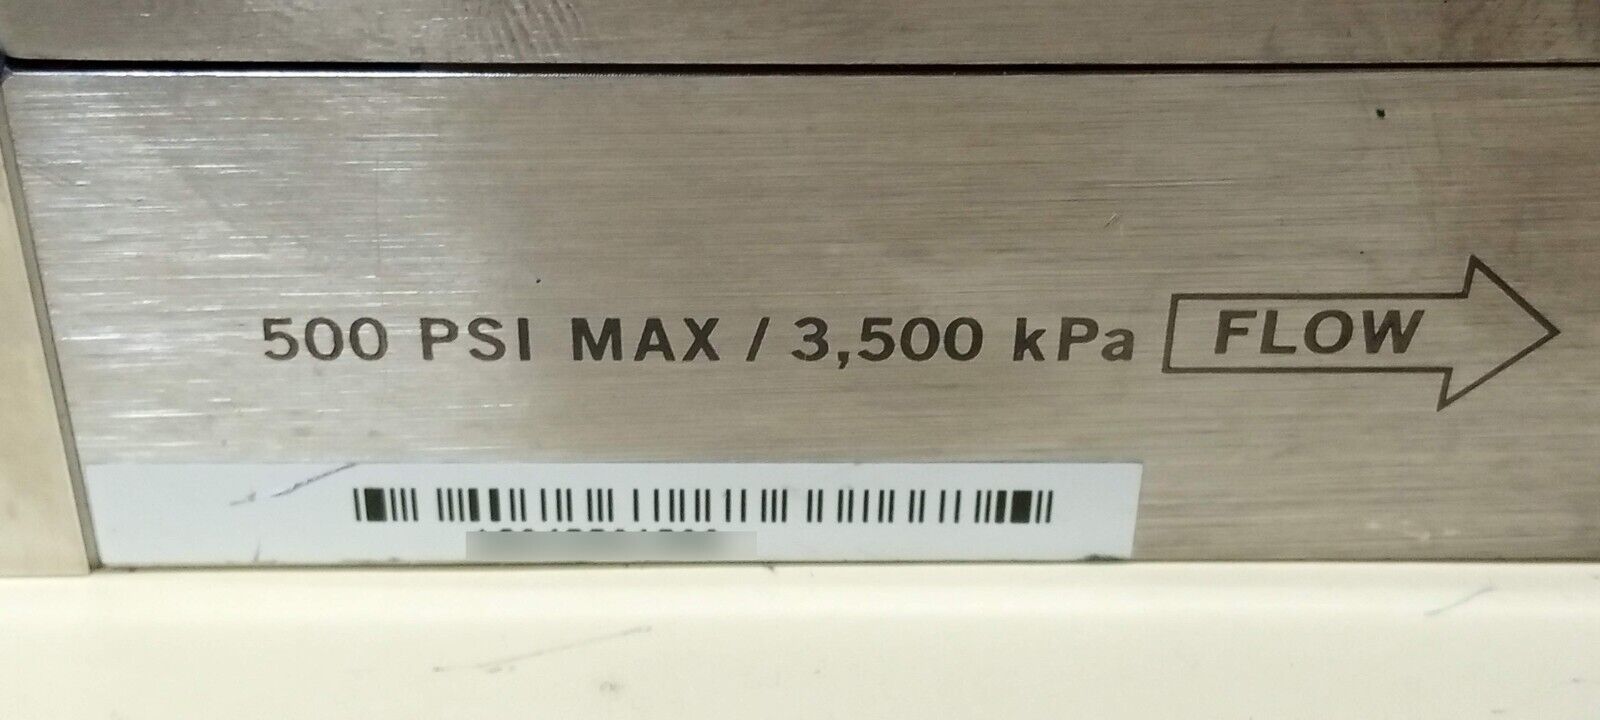 500 PSI MAX / 3,500 kPa FLOW